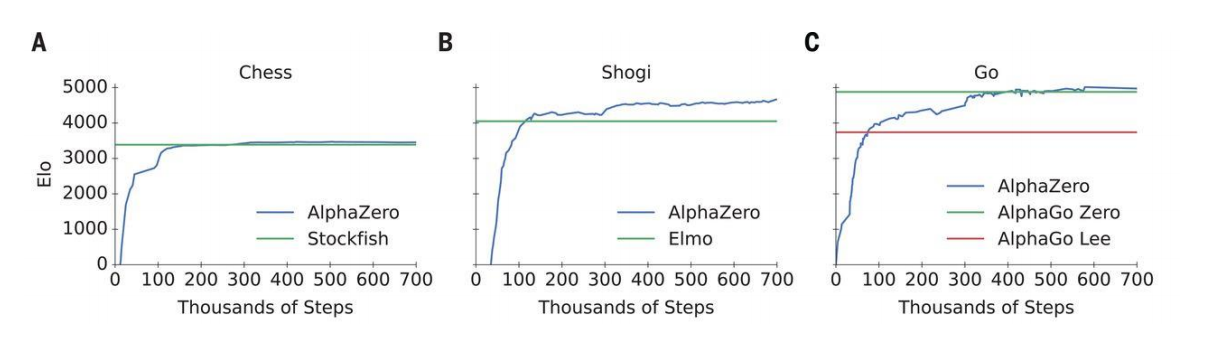 A
B
C
Chess
Shogi
Go
5000
4000
3000
2000
1000
0
Elo
AlphaZero
Stockfish
0 100 200 300 400 500 600 700
Thousands of Steps
AlphaZero
Elmo
0 100 200 300 400 500 600 700
Thousands of Steps
AlphaZero
AlphaGo Zero
AlphaGo Lee
0 100 200 300 400 500 600 700
Thousands of Steps